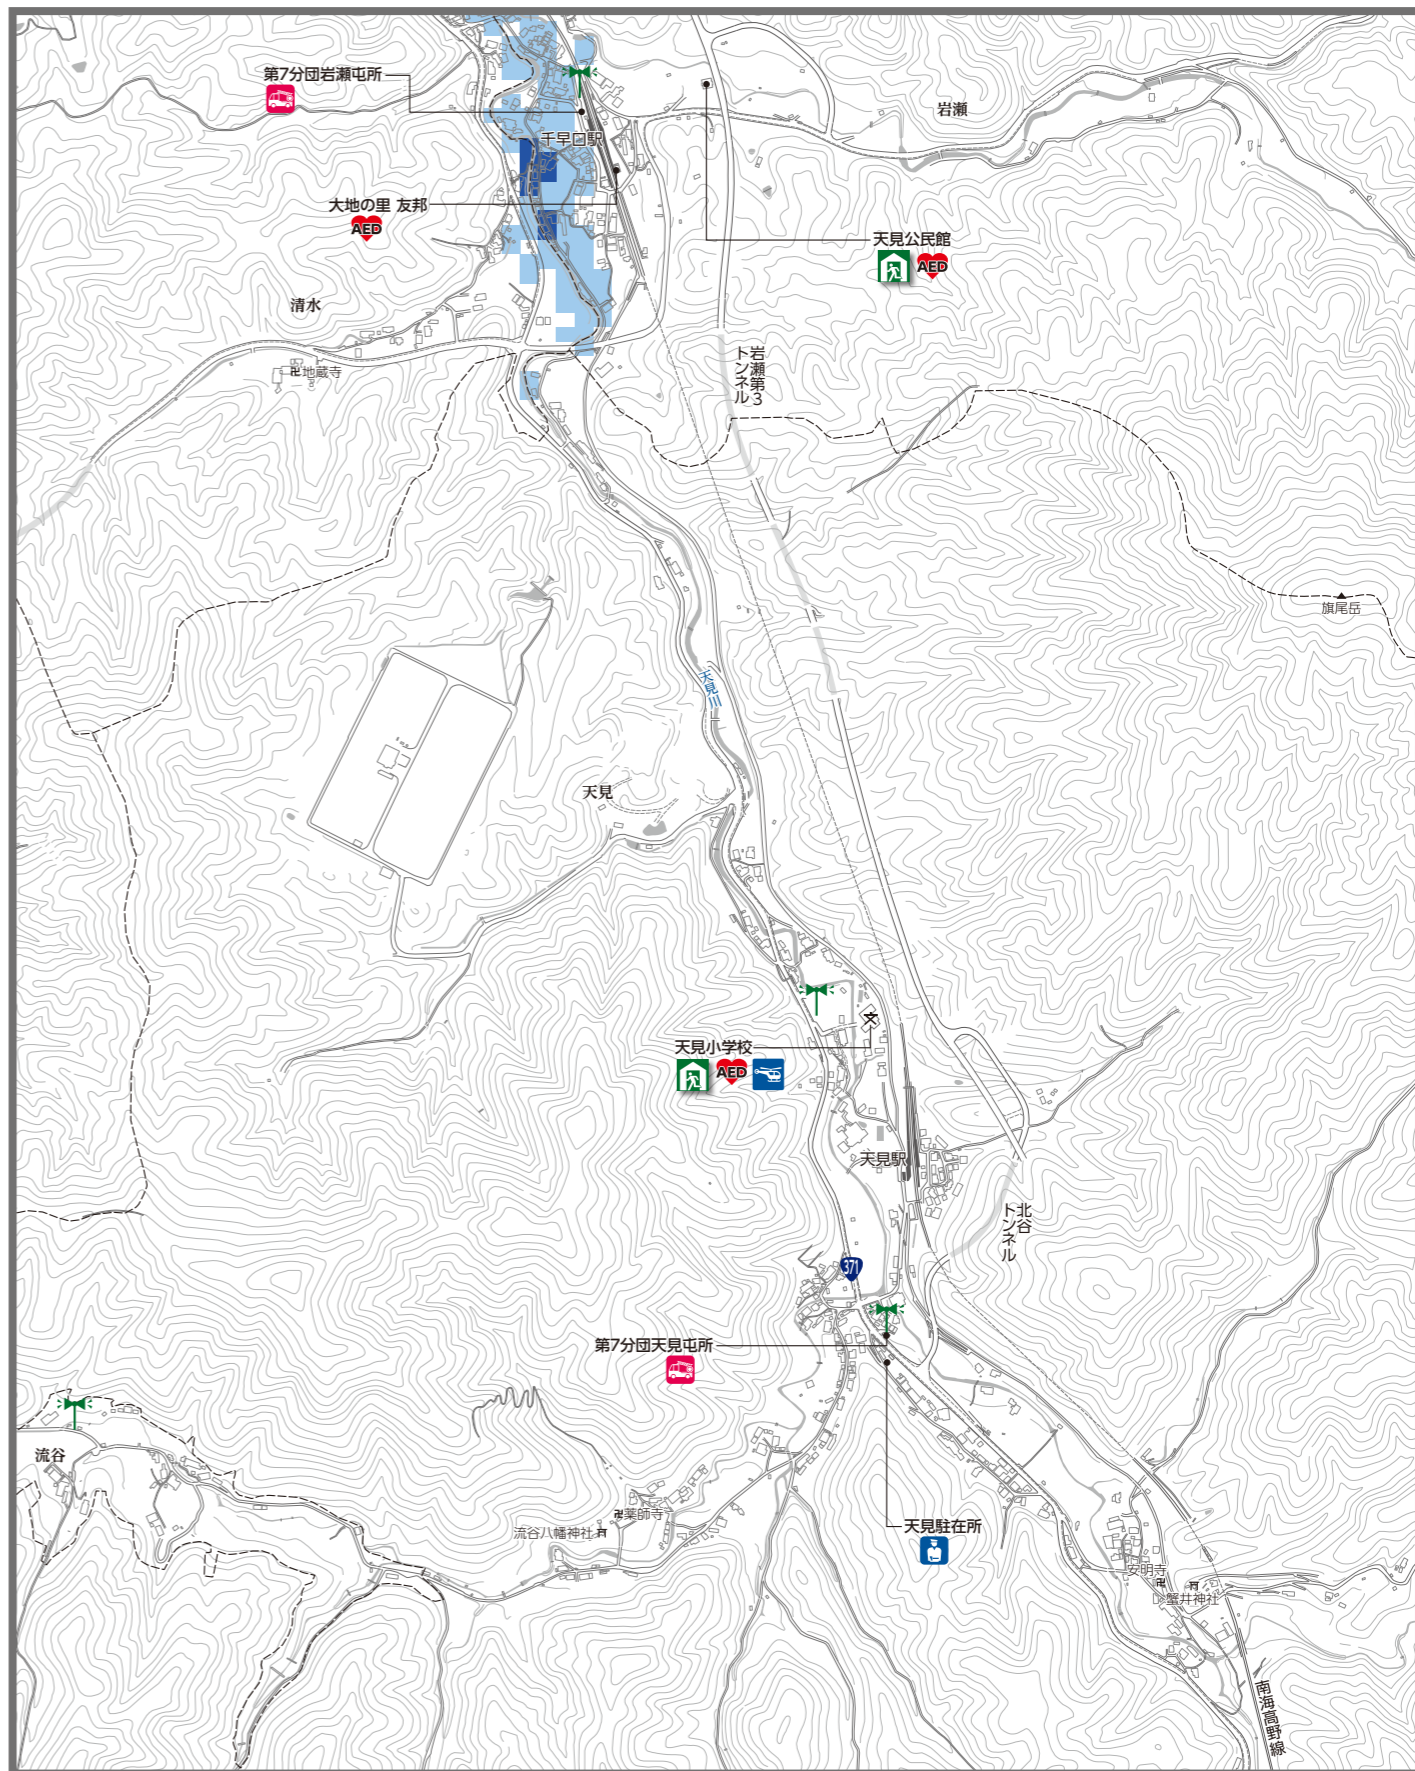 第7分団岩瀬屯所
岩瀬
千早口駅
大地の里 友邦
AED
天見公民館
AED
清水
地蔵寺
岩瀬第3
トンネル
旗尾岳
天見川
天見
文
天見小学校
AED
天見駅
北谷
トンネル
371
第7分団天見屯所
流谷
薬師寺
流谷八幡神社
天見駐在所
安明寺
蟹井神社
南海高野線